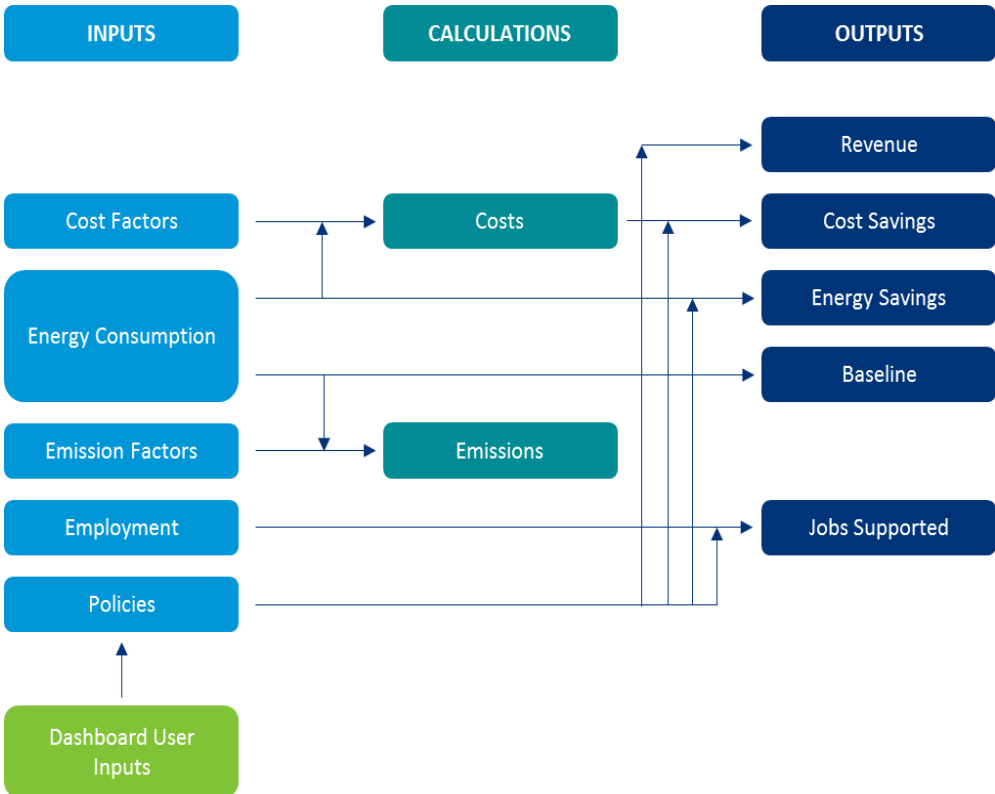 INPUTS
CALCULATIONS
OUTPUTS
Revenue
Cost Factors
Costs
Cost Savings
Energy Consumption
Energy Savings
Baseline
Emission Factors
Emissions
Employment
Jobs Supported
Policies
Dashboard User
Inputs